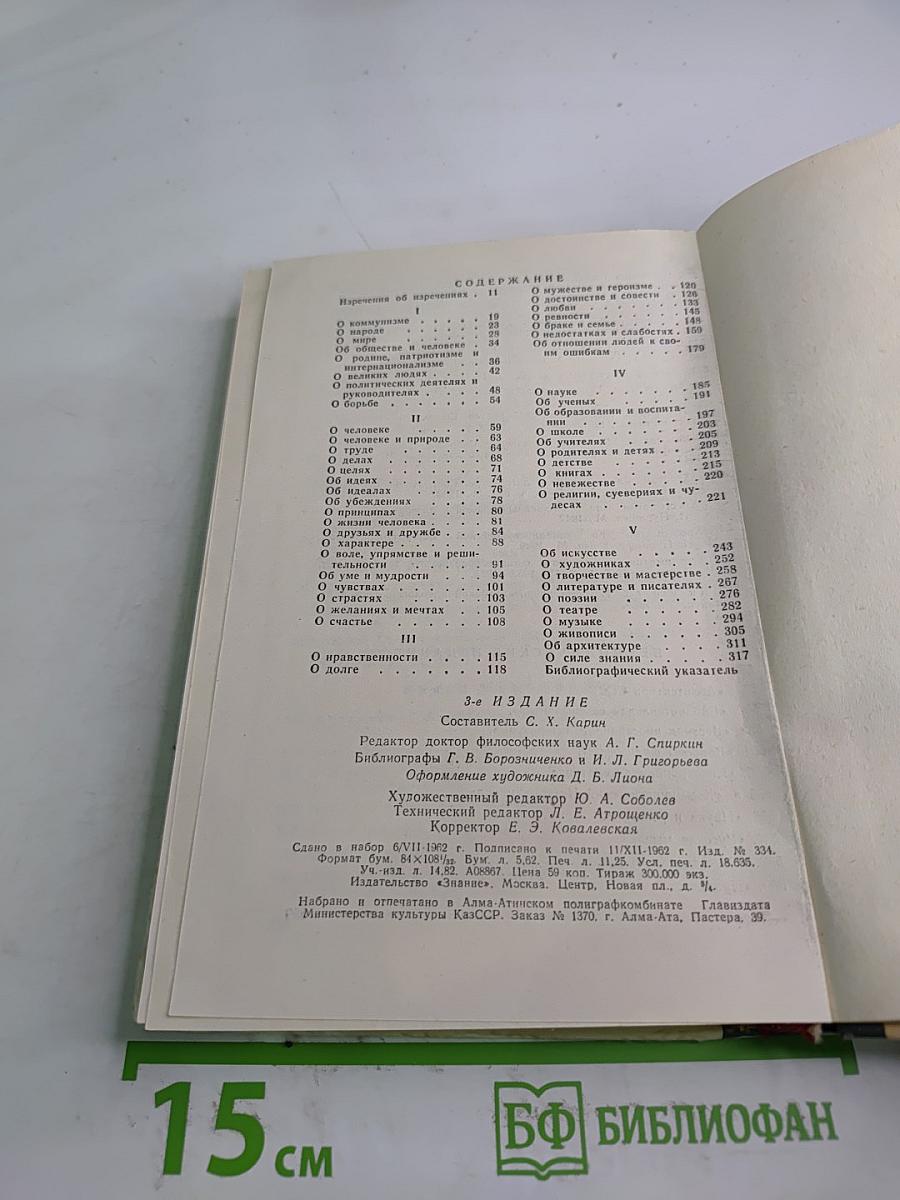 СОДЕРЖАНИЕ
Изречения об изречениях . 11
I
О коммунизме . . . . . 19
О народе . . . . . . 23
О мире . . . . . . 28
Об обществе и человеке . 34
О родине, патриотизме и
интернационализме . . 36
О великих людях . . . . 42
О политических деятелях и
руководителях . . . . 48
О борьбе . . . . . . . 54
II
О человеке . . . . . 59
О человеке и природе . . 63
О труде . . . . . . 64
О делах . . . . . . . 68
О целях . . . . . . . 71
Об идеях . . . . . . 74
Об идеалах . . . . . 76
Об убеждениях . . . . . 78
О принципах . . . . . 80
О жизни человека . . . . 81
О друзьях и дружбе . . . 84
О характере . . . . . . 88
О воле, упрямстве и реши-
тельности . . . . . 91
Об уме и мудрости . . . 94
О чувствах . . . . . . 101
О страстях . . . . . . 103
О желаниях и мечтах . . 105
О счастье . . . . . . 108
III
О нравственности . . . . 115
О долге . . . . . . . 118
О мужестве и героизме . . 120
О достоинстве и совести . 126
О любви . . . . . . . 133
О ревности . . . . . . 145
О браке и семье . . . . . 148
О недостатках и слабостях . 159
Об отношении людей к сво-
им ошибкам . . . . . 179
IV
О науке . . . . . . . 185
Об ученых . . . . . 191
Об образовании и воспита-
нии . . . . . . . 197
О школе . . . . . . . 203
Об учителях . . . . . 205
О родителях и детях . . . 209
О детстве . . . . . . 213
О книгах . . . . . . 215
О невежестве . . . . . 220
О религии, суевериях и чу-
десах . . . . . . . 221
V
Об искусстве . . . . . 243
О художниках . . . . 252
О творчестве и мастерстве . 258
О литературе и писателях . 267
О поэзии . . . . . . 276
О театре . . . . . . 282
О музыке . . . . . . 294
О живописи . . . . . . 305
Об архитектуре . . . . 311
О силе знания . . . . . 317
Библиографический указатель
3-е ИЗДАНИЕ
Составитель С. Х. Карин
Редактор доктор философских наук А. Г. Спиркин
Библиографы Г. В. Борозниченко и И. Л. Григорьева
Оформление художника Д. Б. Лиона
Художественный редактор Ю. А. Соболев
Технический редактор Л. Е. Атрощенко
Корректор Е. Э. Ковалевская
Сдано в набор 6/VII-1962 г. Подписано к печати 11/XII-1962 г. Изд. № 334.
Формат бум. 84×108 1/32. Бум. л. 5,62. Печ. л. 11,25. Усл. печ. л. 18.635.
Уч.-изд. л. 14,82. А08867. Цена 59 коп. Тираж 300.000 экз.
Издательство «Знание», Москва. Центр, Новая пл., д. 3/4.
Набрано и отпечатано в Алма-Атинском полиграфкомбинате Главиздата
Министерства культуры КазССР. Заказ № 1370, г. Алма-Ата, Пастера, 39.
15 см
БФ БИБЛИОФАН